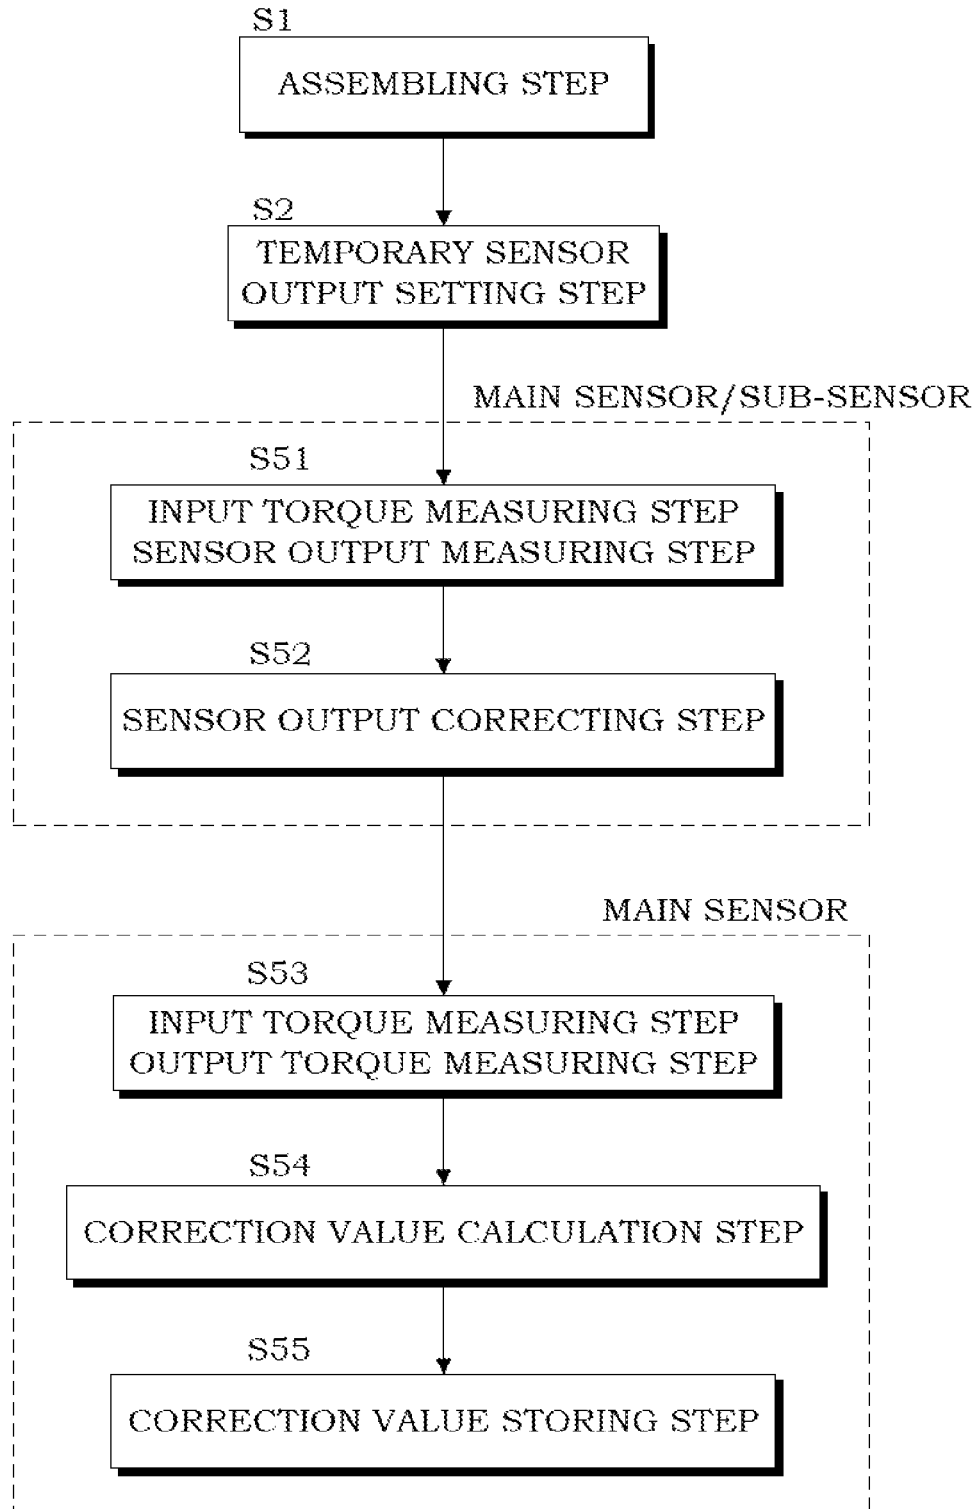 S1
ASSEMBLING STEP
S2
TEMPORARY SENSOR
OUTPUT SETTING STEP
MAIN SENSOR/SUB-SENSOR
S51
INPUT TORQUE MEASURING STEP
SENSOR OUTPUT MEASURING STEP
S52
SENSOR OUTPUT CORRECTING STEP
MAIN SENSOR
S53
INPUT TORQUE MEASURING STEP
OUTPUT TORQUE MEASURING STEP
S54
CORRECTION VALUE CALCULATION STEP
S55
CORRECTION VALUE STORING STEP